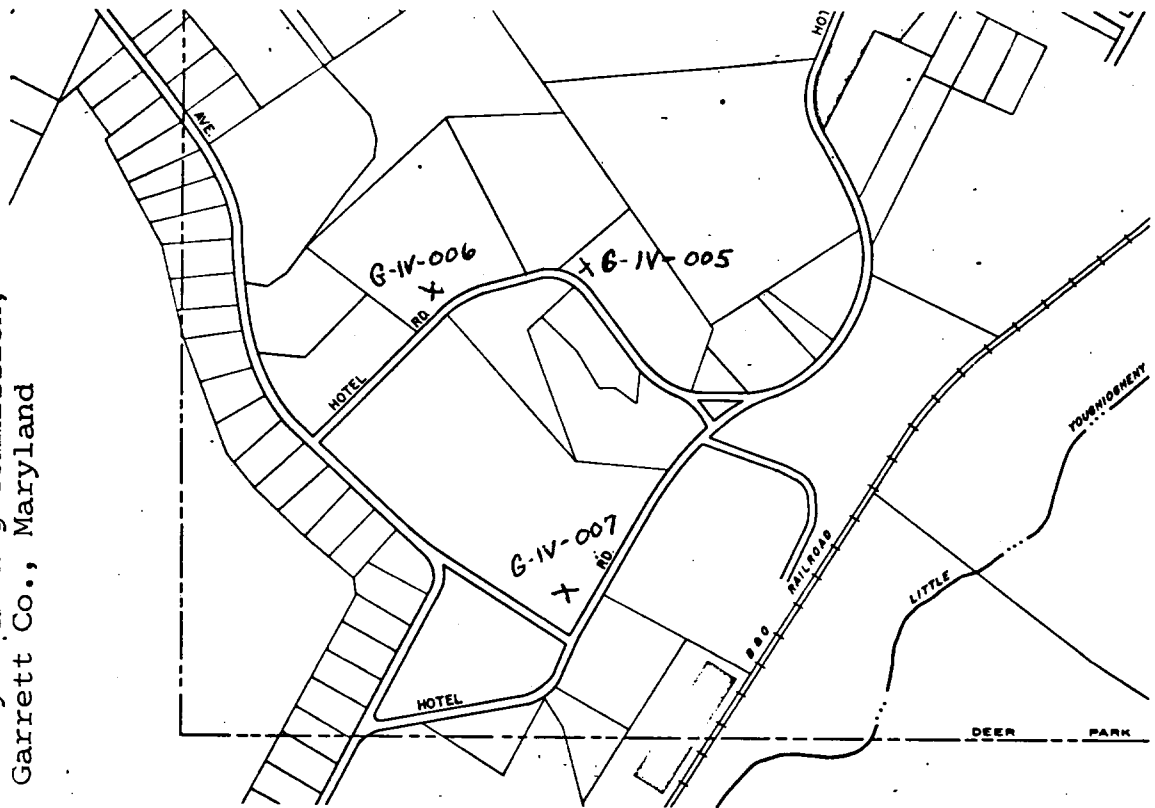 Garrett Co., Maryland
AVE.
HOT
G-IV-006
G-IV-005
RD.
HOTEL
G-IV-007
RD.
HOTEL
B & O RAILROAD
LITTLE
YOUGHIOGHENY
DEER PARK